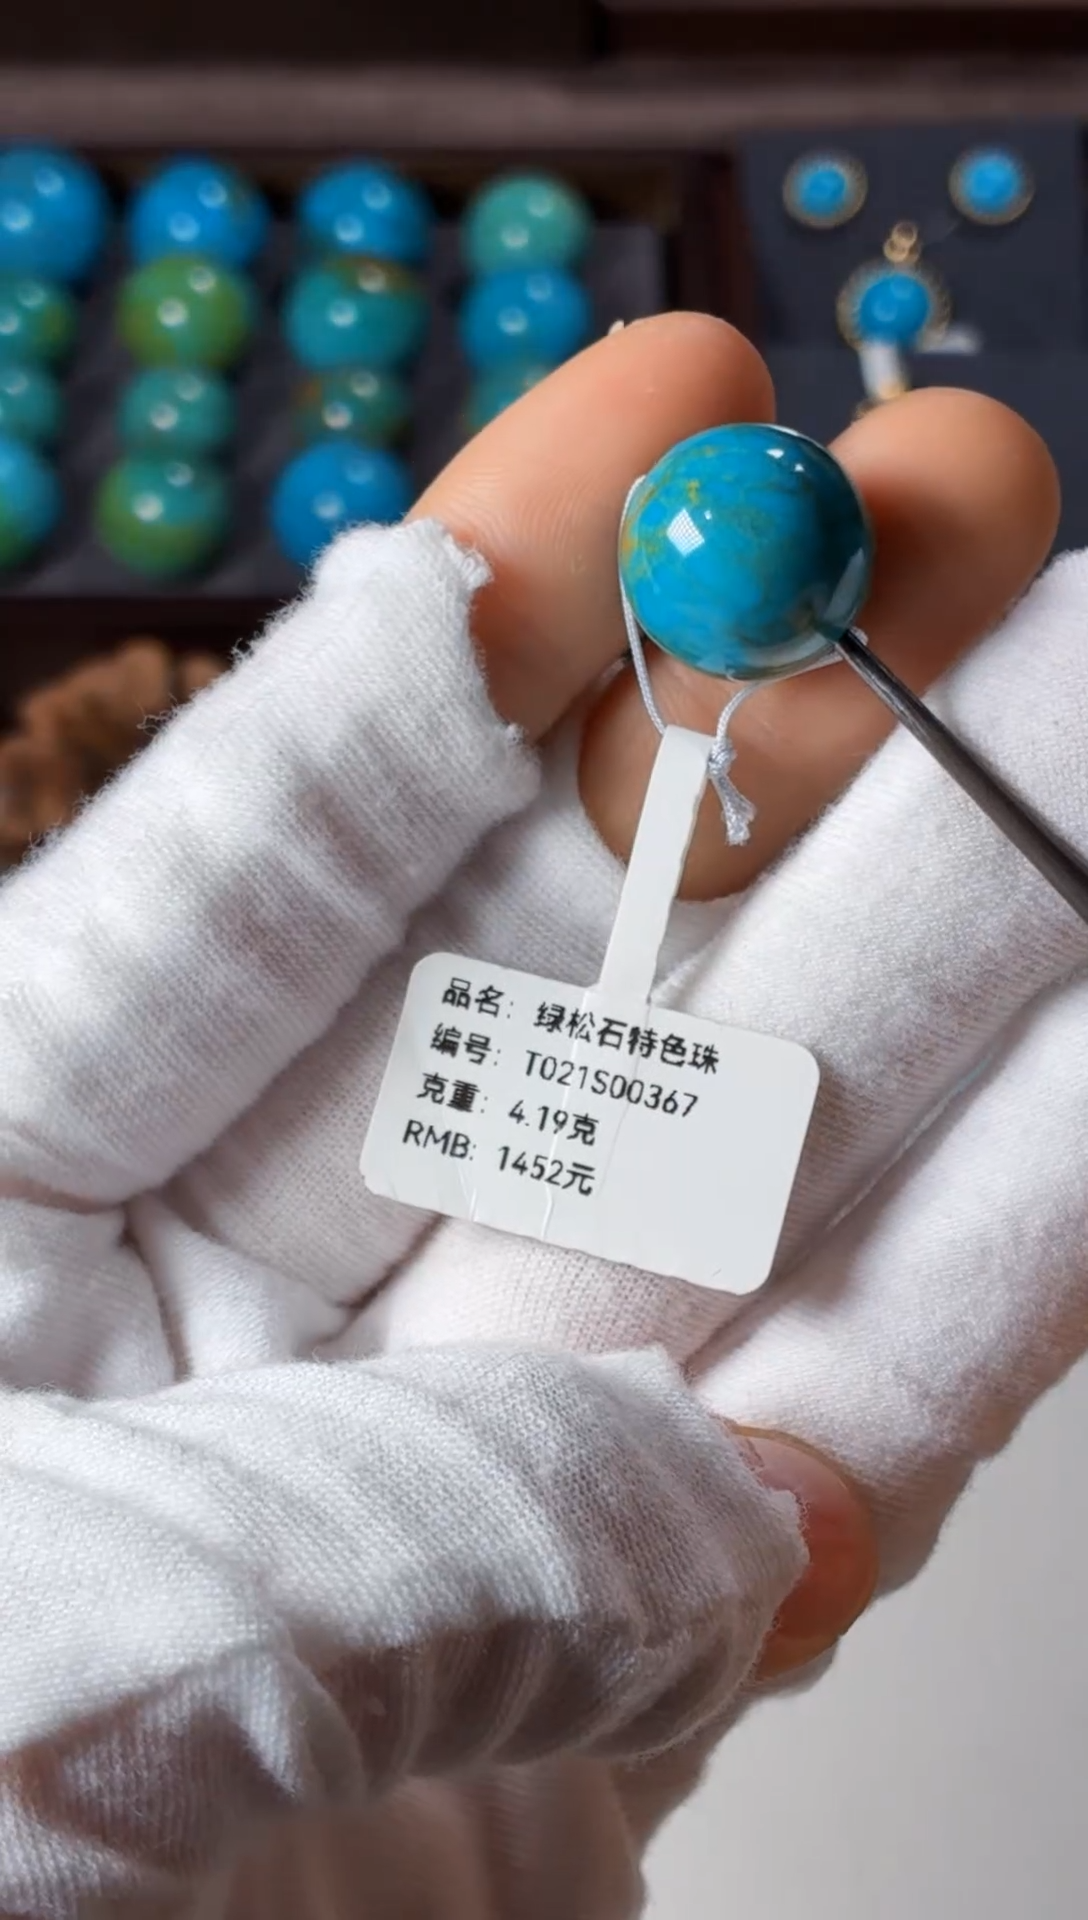 品名: 绿松石特色珠
编号: T021S00367
克重: 4.19克
RMB: 1452元